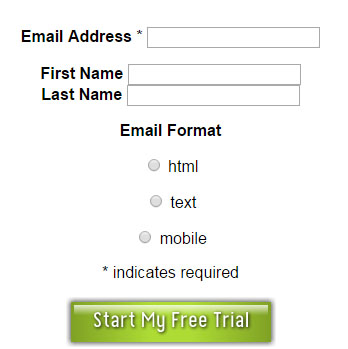 Email Address *
First Name
Last Name
Email Format
html
text
mobile
* indicates required
Start My Free Trial